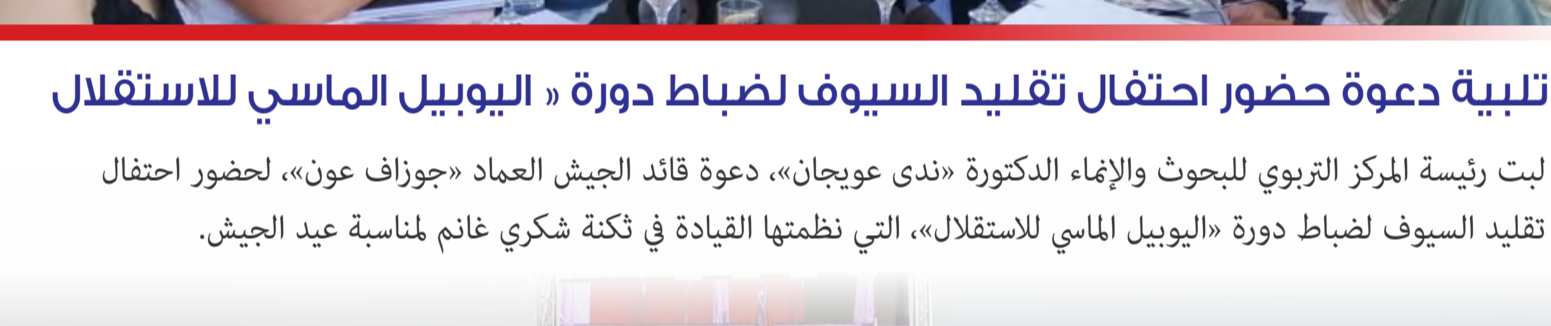 تلبية دعوة حضور احتفال تقليد السيوف لضباط دورة « اليوبيل الماسي للاستقلال
لبت رئيسة المركز التربوي للبحوث والإنماء الدكتورة «ندى عويجان»، دعوة قائد الجيش العماد «جوزاف عون»، لحضور احتفال
تقليد السيوف لضباط دورة «اليوبيل الماسي للاستقلال»، التي نظمتها القيادة في ثكنة شكري غانم لمناسبة عيد الجيش.